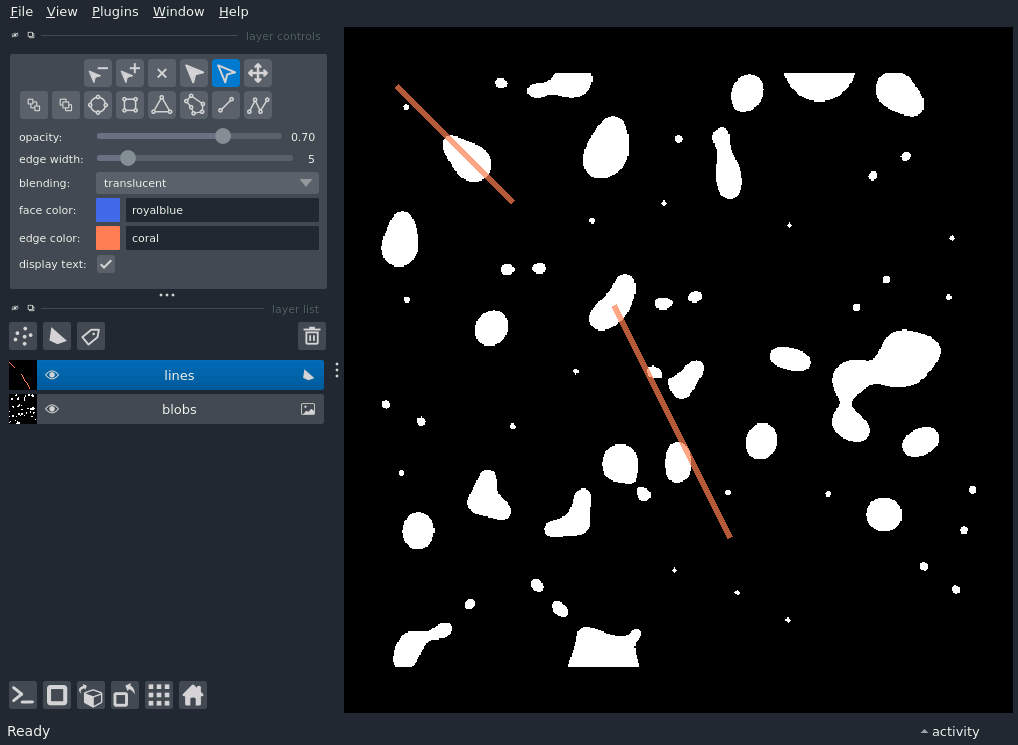 File View Plugins Window Help
layer controls
opacity: 0.70
edge width: 5
blending: translucent
face color: royalblue
edge color: coral
display text:
layer list
lines
blobs
Ready activity